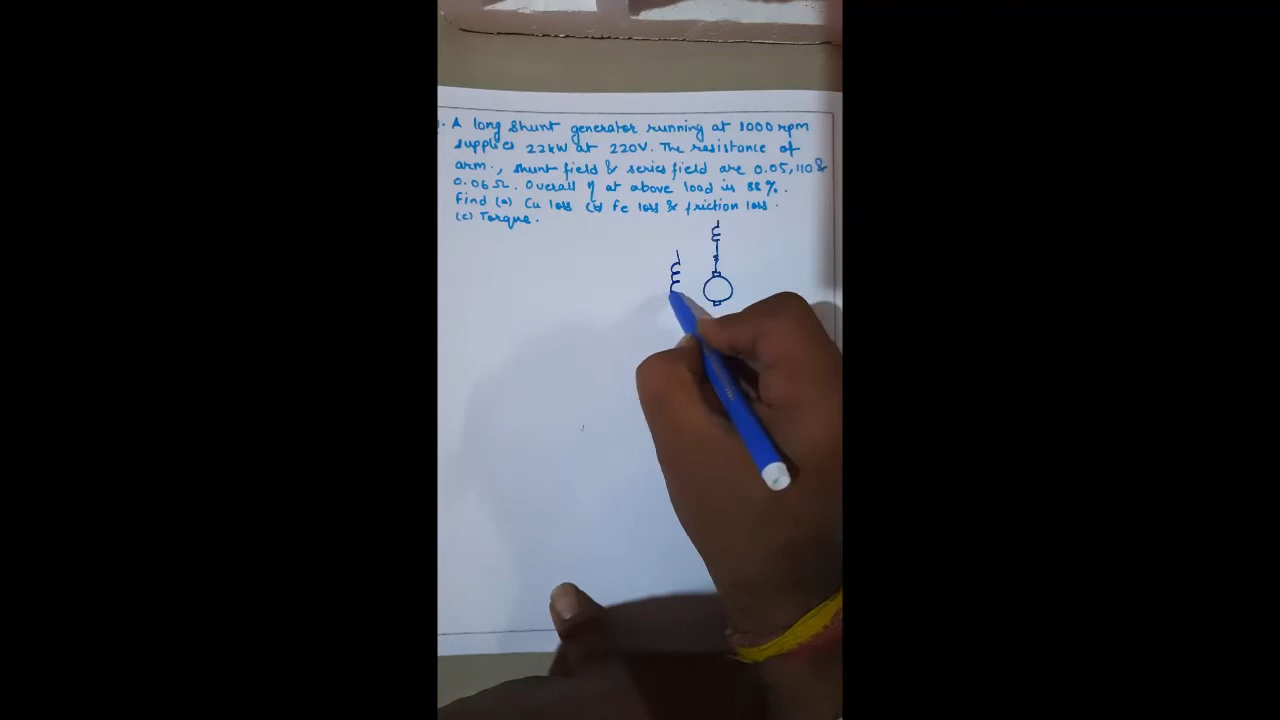 . A long shunt generator running at 1000 rpm
supplies 22kW at 220V. The resistance of
arm., shunt field & series field are 0.05, 110 &
0.06 Ω. Overall η at above load is 88 %.
Find (a) Cu loss (b) Fe loss & friction loss.
(c) Torque.